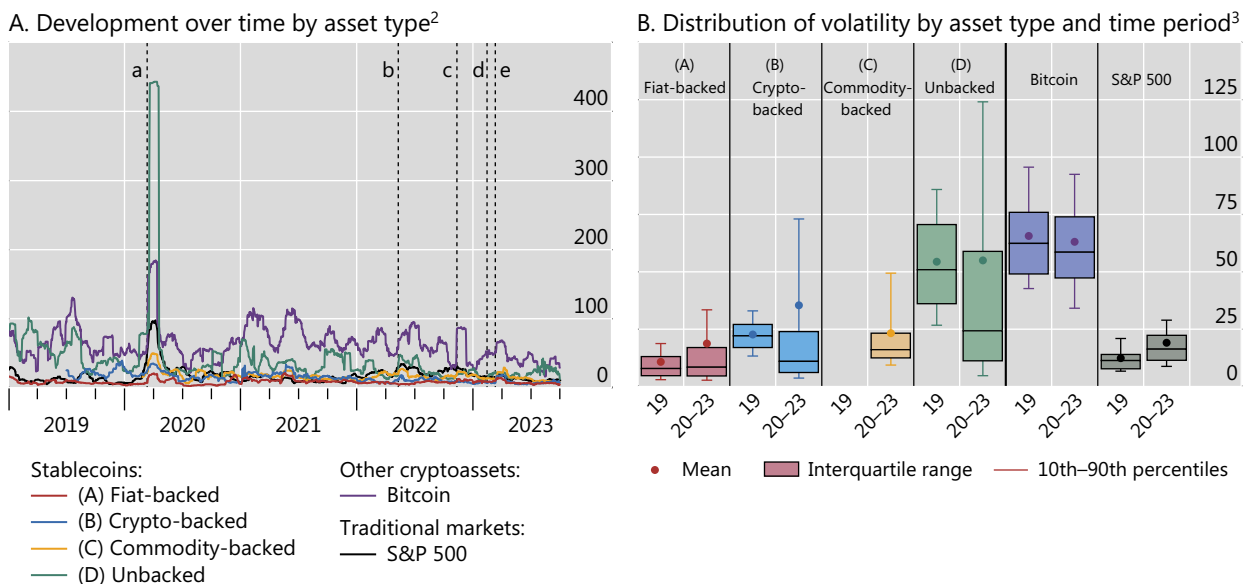 A. Development over time by asset type2
a
b
c
d
e
400
300
200
100
0
2019
2020
2021
2022
2023
Stablecoins:
(A) Fiat-backed
(B) Crypto-backed
(C) Commodity-backed
(D) Unbacked
Other cryptoassets:
Bitcoin
Traditional markets:
S&P 500
B. Distribution of volatility by asset type and time period3
(A)
Fiat-backed
(B)
Crypto-
backed
(C)
Commodity-
backed
(D)
Unbacked
Bitcoin
S&P 500
125
100
75
50
25
0
19
20–23
19
20–23
19
20–23
19
20–23
19
20–23
19
20–23
Mean
Interquartile range
10th–90th percentiles